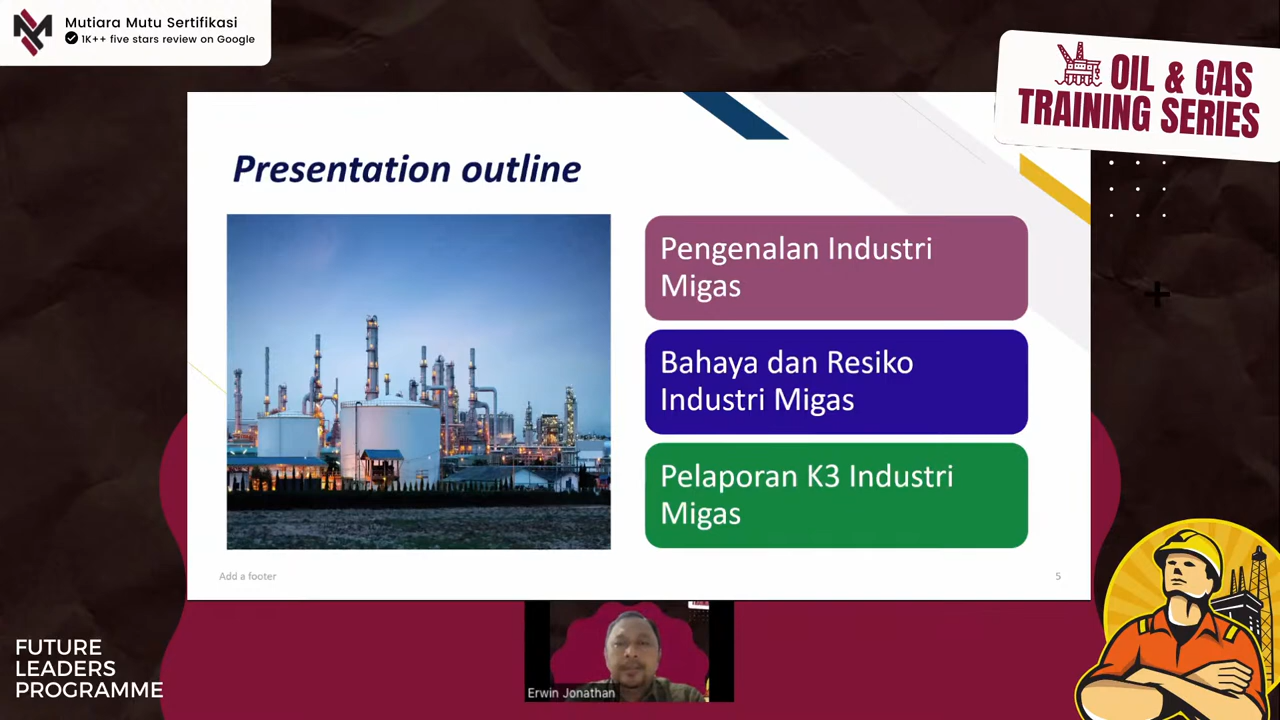 Mutiara Mutu Sertifikasi
1K++ five stars review on Google
OIL & GAS
TRAINING SERIES
Presentation outline
Pengenalan Industri
Migas
Bahaya dan Resiko
Industri Migas
Pelaporan K3 Industri
Migas
Add a footer
5
FUTURE
LEADERS
PROGRAMME
Erwin Jonathan